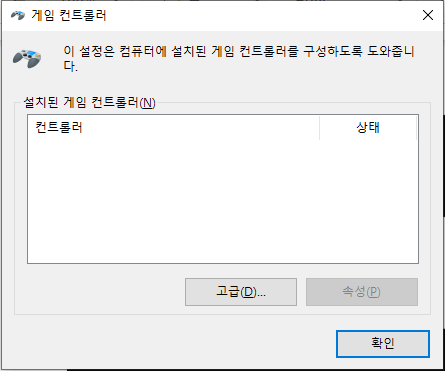 게임 컨트롤러
이 설정은 컴퓨터에 설치된 게임 컨트롤러를 구성하도록 도와줍니
다.
설치된 게임 컨트롤러(N)
컨트롤러 상태
고급(D)... 속성(P)
확인